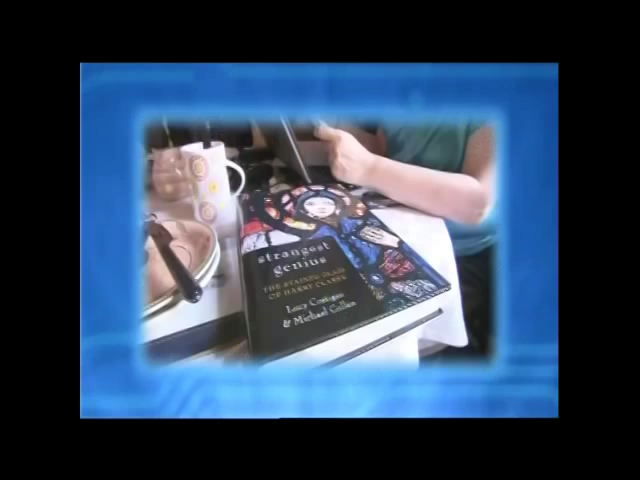 strangest
genius
THE STAINED GLASS
OF HARRY CLARKE
Lucy Costigan
& Michael Cullen